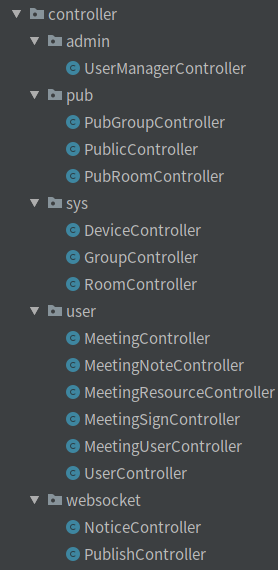 controller
admin
UserManagerController
pub
PubGroupController
PublicController
PubRoomController
sys
DeviceController
GroupController
RoomController
user
MeetingController
MeetingNoteController
MeetingResourceController
MeetingSignController
MeetingUserController
UserController
websocket
NoticeController
PublishController